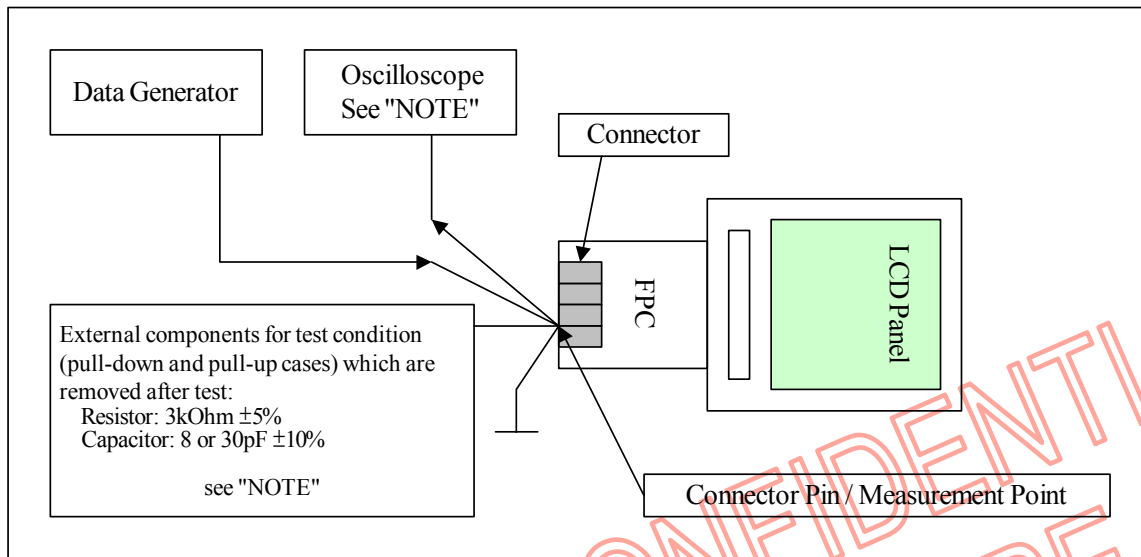 Data Generator
Oscilloscope
See "NOTE"
Connector
FPC
LCD Panel
External components for test condition
(pull-down and pull-up cases) which are
removed after test:
Resistor: 3kOhm ±5%
Capacitor: 8 or 30pF ±10%
see "NOTE"
Connector Pin / Measurement Point
ONFIDENTI